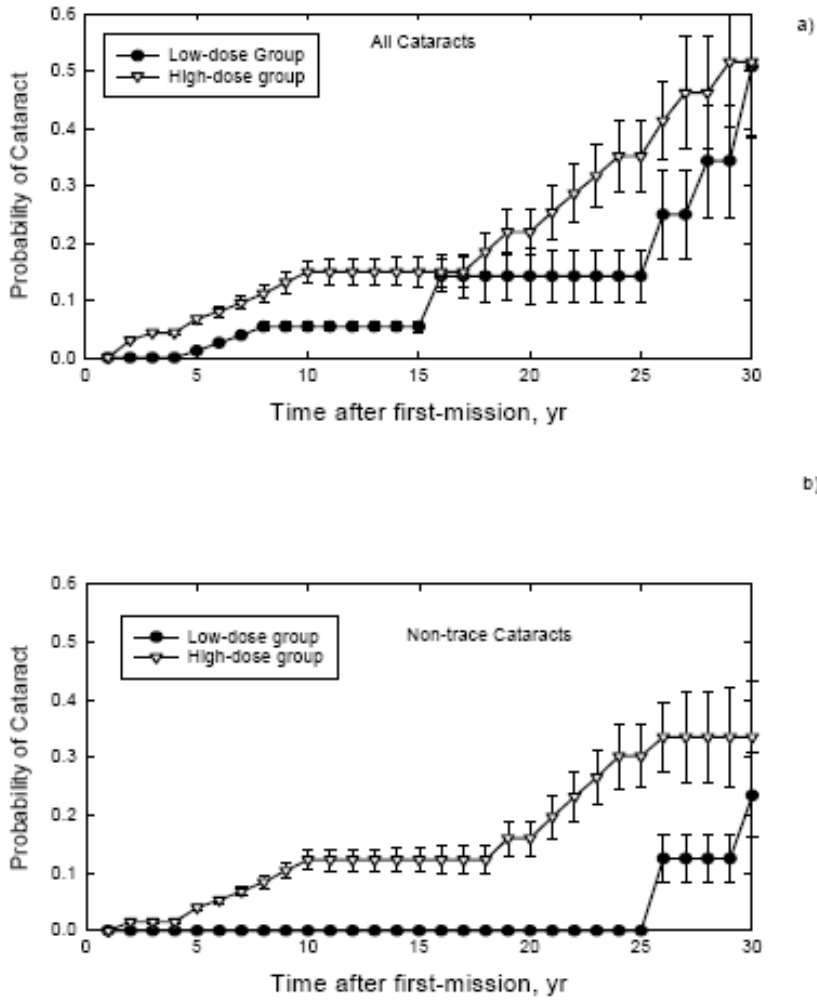 a)
All Cataracts
Low-dose Group
High-dose group
Probability of Cataract
0.6
0.5
0.4
0.3
0.2
0.1
0.0
0 5 10 15 20 25 30
Time after first-mission, yr
b)
Non-trace Cataracts
Low-dose group
High-dose group
Probability of Cataract
0.6
0.5
0.4
0.3
0.2
0.1
0.0
0 5 10 15 20 25 30
Time after first-mission, yr